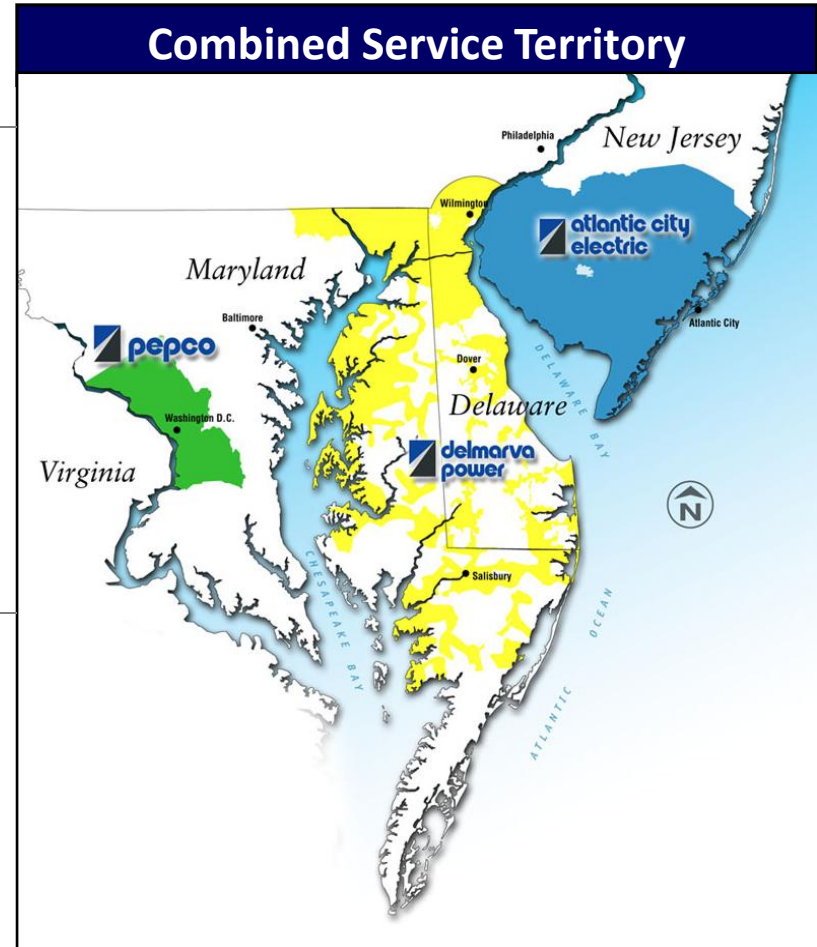 Combined Service Territory
Philadelphia
New Jersey
Wilmington
atlantic city
electric
Maryland
Baltimore
Atlantic City
pepco
DELAWARE BAY
Dover
Delaware
Washington D.C.
delmarva
power
Virginia
N
CHESAPEAKE BAY
Salisbury
ATLANTIC OCEAN